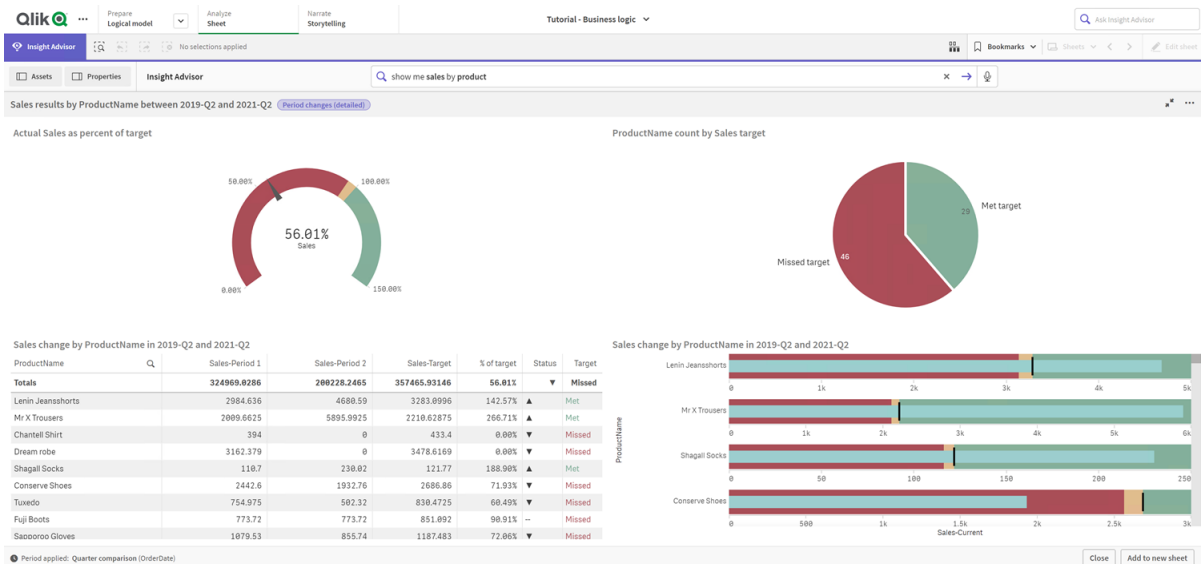 Qlik
Prepare
Logical model
Analyze
Sheet
Narrate
Storytelling
Tutorial - Business logic
Ask Insight Advisor
Insight Advisor
No selections applied
Bookmarks
Sheets
Edit sheet
Assets
Properties
Insight Advisor
show me sales by product
Sales results by ProductName between 2019-Q2 and 2021-Q2 Period changes (detailed)
Actual Sales as percent of target
50.00%
100.00%
56.01%
Sales
0.00%
150.00%
ProductName count by Sales target
29
Met target
46
Missed target
Sales change by ProductName in 2019-Q2 and 2021-Q2
ProductName Sales-Period 1 Sales-Period 2 Sales-Target % of target Status Target
Totals 324969.0286 200228.2465 357465.93146 56.01% ▼ Missed
Lenin Jeansshorts 2984.636 4680.59 3283.0996 142.57% ▲ Met
Mr X Trousers 2009.6625 5895.9925 2210.62875 266.71% ▲ Met
Chantell Shirt 394 0 433.4 0.00% ▼ Missed
Dream robe 3162.379 0 3478.6169 0.00% ▼ Missed
Shagall Socks 110.7 230.02 121.77 188.90% ▲ Met
Conserve Shoes 2442.6 1932.76 2686.86 71.93% ▼ Missed
Tuxedo 754.975 502.32 830.4725 60.49% ▼ Missed
Fuji Boots 773.72 773.72 851.092 90.91% – Missed
Sapporoo Gloves 1079.53 855.74 1187.483 72.06% ▼ Missed
Sales change by ProductName in 2019-Q2 and 2021-Q2
ProductName
Lenin Jeansshorts
0 1k 2k 3k 4k 5k
Mr X Trousers
0 1k 2k 3k 4k 5k 6k
Shagall Socks
0 50 100 150 200 250
Conserve Shoes
0 500 1k 1.5k 2k 2.5k 3k
Sales-Current
Period applied: Quarter comparison (OrderDate)
Close
Add to new sheet